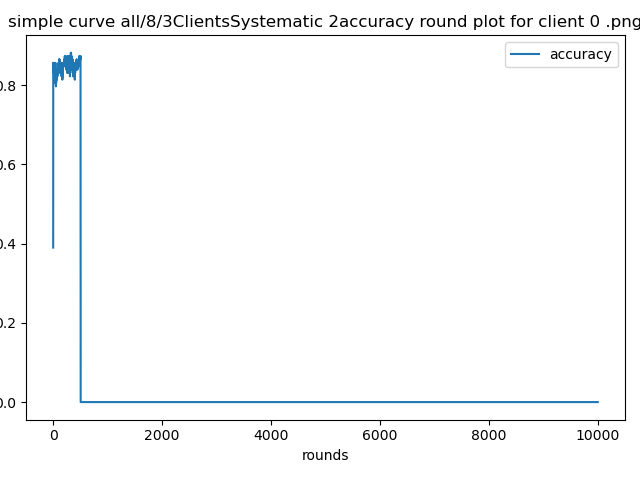 simple curve all/8/3ClientsSystematic 2accuracy round plot for client 0 .png
accuracy
0.8
0.6
0.4
0.2
0.0
0 2000 4000 6000 8000 10000
rounds